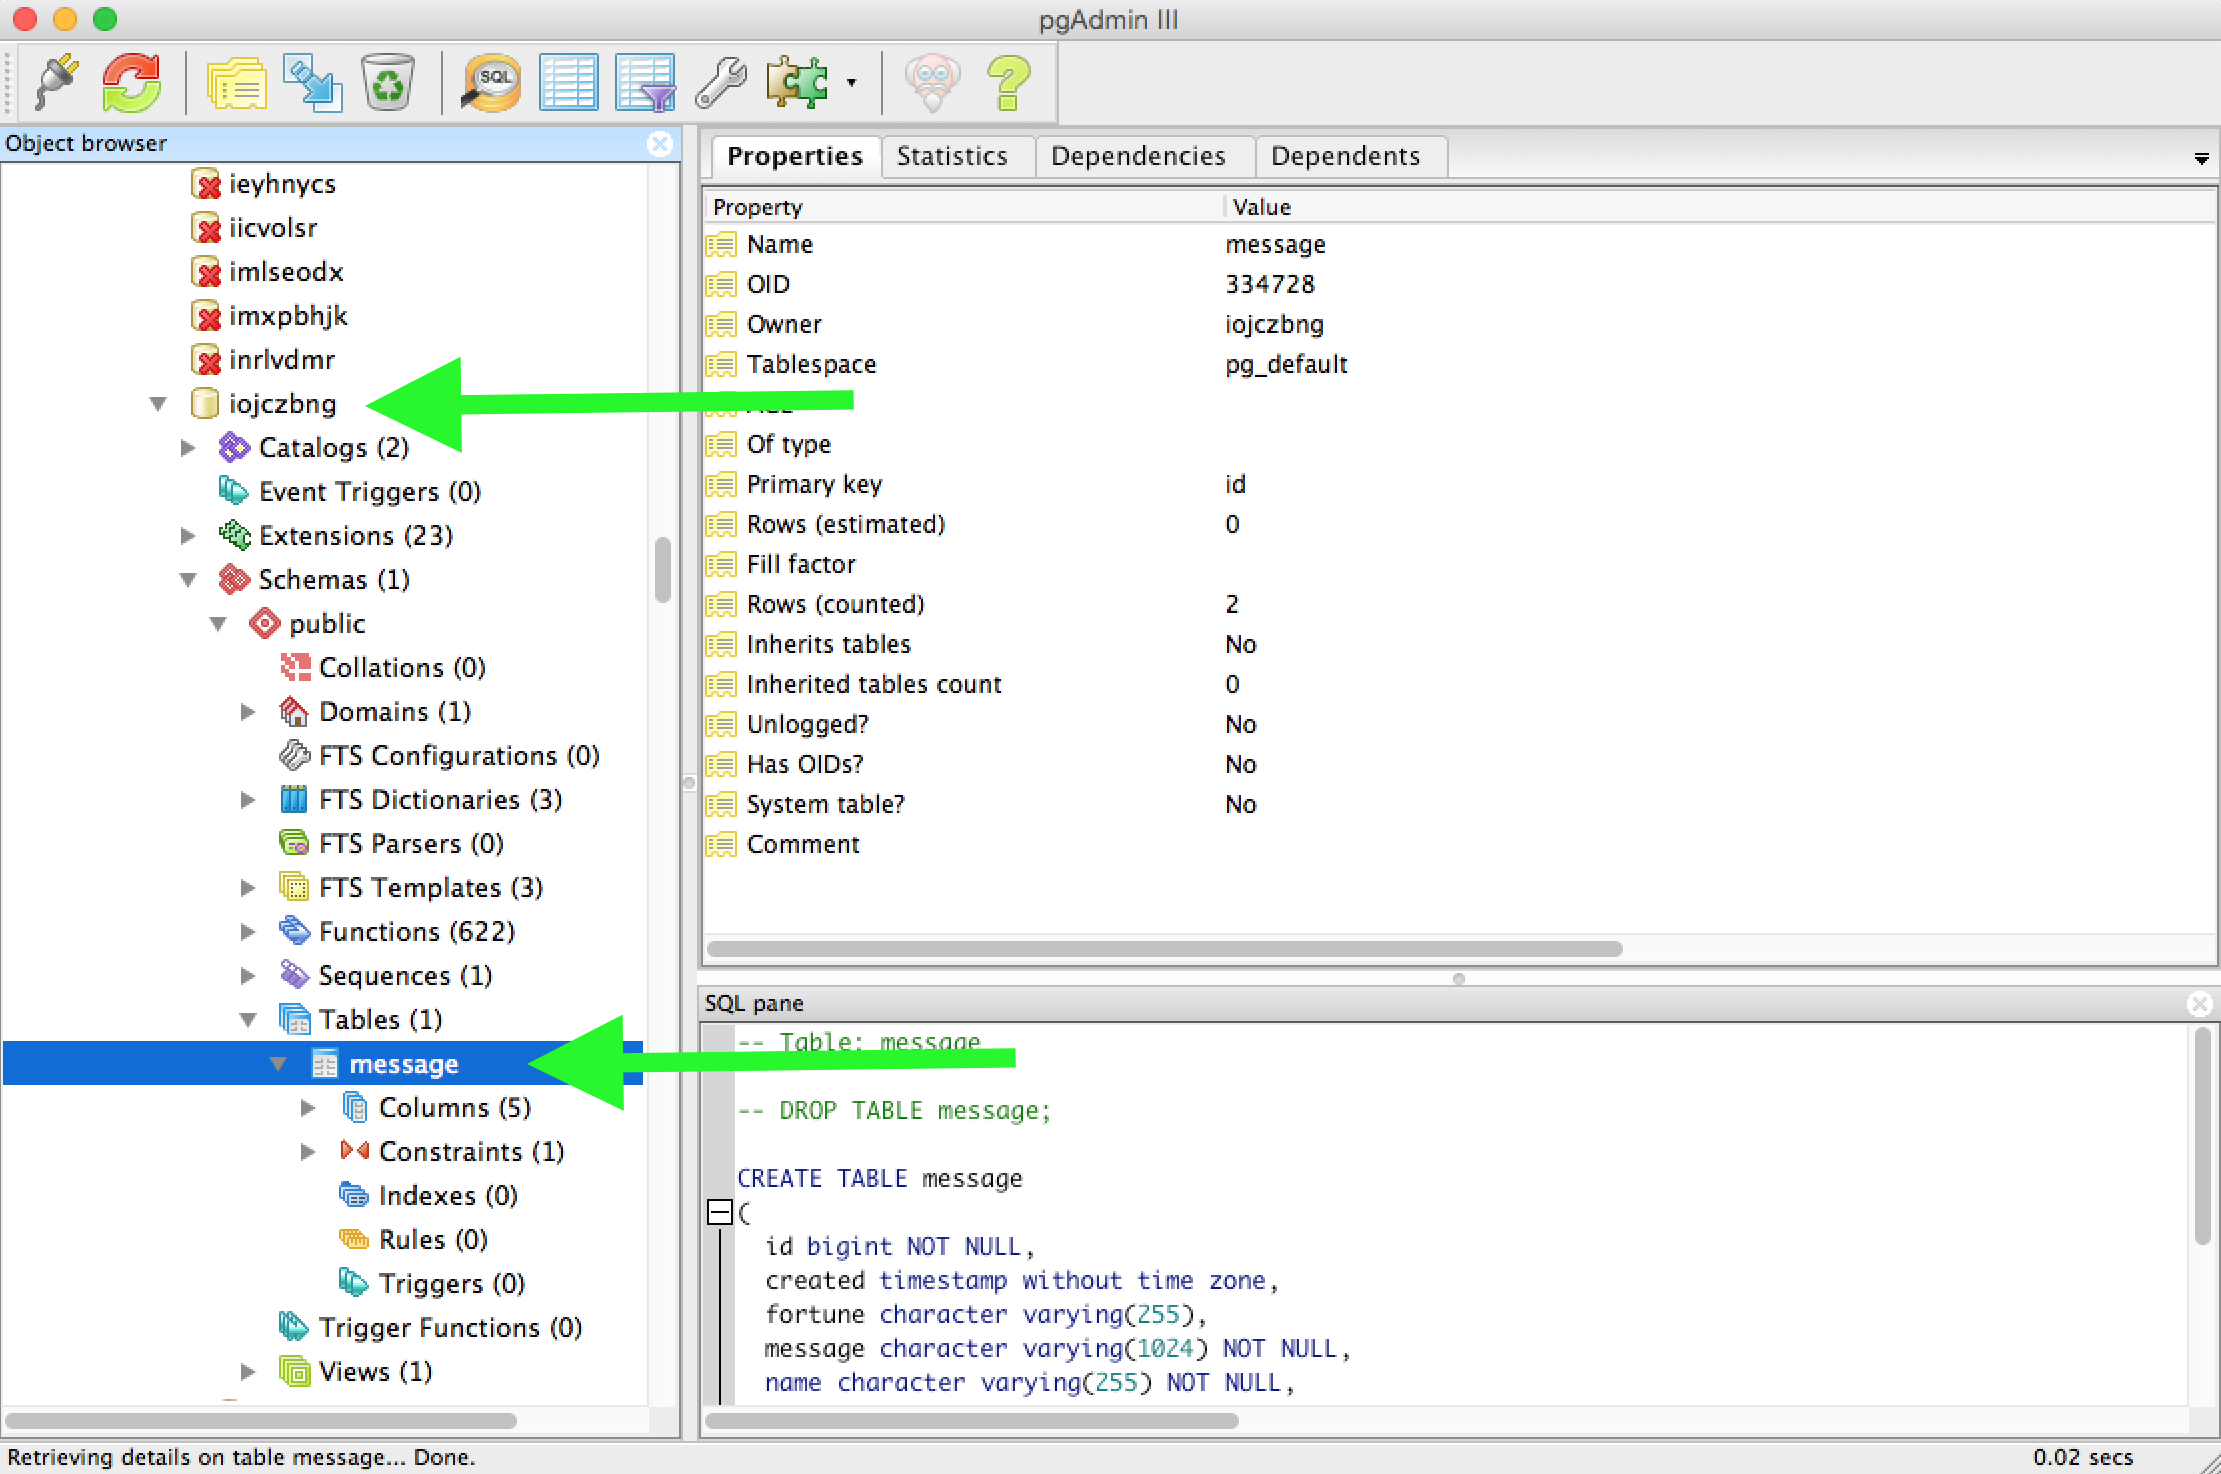 pgAdmin III
SQL
Object browser
ieyhnycs
iicvolsr
imlseodx
imxpbhjk
inrlvdmr
iojczbng
Catalogs (2)
Event Triggers (0)
Extensions (23)
Schemas (1)
public
Collations (0)
Domains (1)
FTS Configurations (0)
FTS Dictionaries (3)
FTS Parsers (0)
FTS Templates (3)
Functions (622)
Sequences (1)
Tables (1)
message
Columns (5)
Constraints (1)
Indexes (0)
Rules (0)
Triggers (0)
Trigger Functions (0)
Views (1)
Properties Statistics Dependencies Dependents
Property Value
Name message
OID 334728
Owner iojczbng
Tablespace pg_default
Of type
Primary key id
Rows (estimated) 0
Fill factor
Rows (counted) 2
Inherits tables No
Inherited tables count 0
Unlogged? No
Has OIDs? No
System table? No
Comment
SQL pane
-- Table: message
-- DROP TABLE message;
CREATE TABLE message
(
id bigint NOT NULL,
created timestamp without time zone,
fortune character varying(255),
message character varying(1024) NOT NULL,
name character varying(255) NOT NULL,
Retrieving details on table message... Done.
0.02 secs